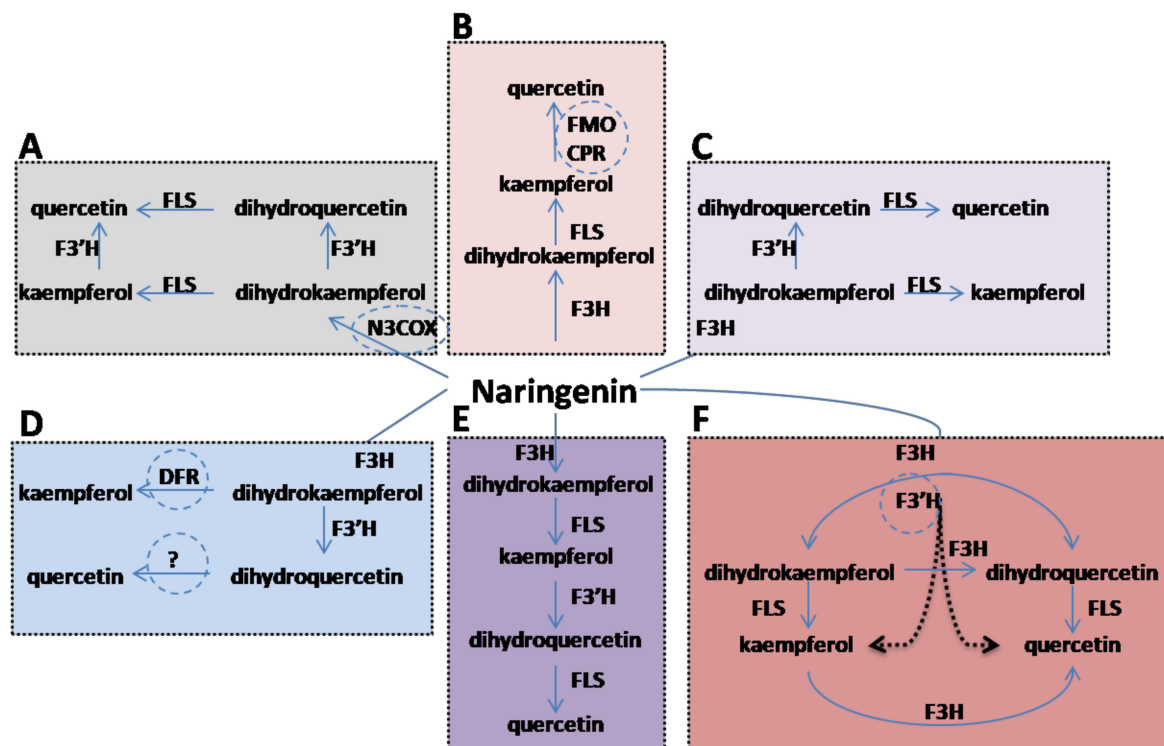 A
quercetin FLS dihydroquercetin
F3'H F3'H
kaempferol FLS dihydrokaempferol
N3COX
B
quercetin
FMO
CPR
kaempferol
FLS
dihydrokaempferol
F3H
C
dihydroquercetin FLS quercetin
F3'H
dihydrokaempferol FLS kaempferol
F3H
Naringenin
D
F3H
kaempferol DFR dihydrokaempferol
F3'H
quercetin ? dihydroquercetin
E
F3H
dihydrokaempferol
FLS
kaempferol
F3'H
dihydroquercetin
FLS
quercetin
F
F3H
F3'H
F3H
dihydrokaempferol dihydroquercetin
FLS FLS
kaempferol quercetin
F3H